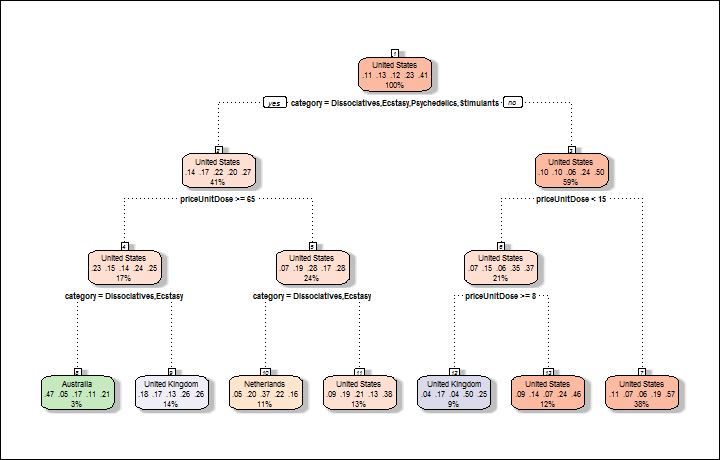 1
United States
.11 .13 .12 .23 .41
100%
yes category = Dissociatives,Ecstasy,Psychedelics,Stimulants no
2
United States
.14 .17 .22 .20 .27
41%
3
United States
.10 .10 .06 .24 .50
59%
priceUnitDose >= 65
priceUnitDose < 15
4
United States
.23 .15 .14 .24 .25
17%
5
United States
.07 .19 .28 .17 .28
24%
6
United States
.07 .15 .06 .35 .37
21%
category = Dissociatives,Ecstasy
category = Dissociatives,Ecstasy
priceUnitDose >= 8
8
Australia
.47 .05 .17 .11 .21
3%
9
United Kingdom
.18 .17 .13 .26 .26
14%
10
Netherlands
.05 .20 .37 .22 .16
11%
11
United States
.09 .19 .21 .13 .38
13%
12
United Kingdom
.04 .17 .04 .50 .25
9%
13
United States
.09 .14 .07 .24 .46
12%
7
United States
.11 .07 .06 .19 .57
38%